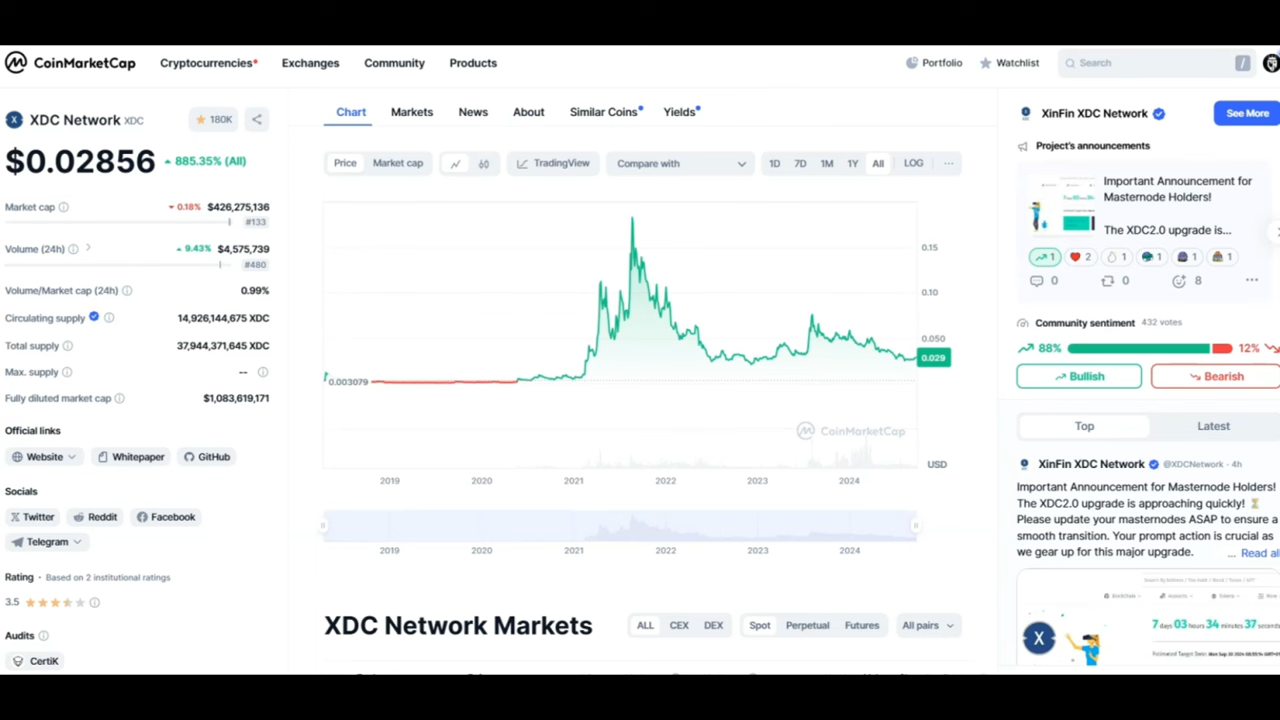 CoinMarketCap Cryptocurrencies Exchanges Community Products Portfolio Watchlist Search /
XDC Network XDC 180K
$0.02856 885.35% (All)
Market cap 0.18% $426,275,136
#133
Volume (24h) 9.43% $4,575,739
#480
Volume/Market cap (24h) 0.99%
Circulating supply 14,926,144,675 XDC
Total supply 37,944,371,645 XDC
Max. supply --
Fully diluted market cap $1,083,619,171
Official links
Website Whitepaper GitHub
Socials
Twitter Reddit Facebook
Telegram
Rating · Based on 2 institutional ratings
3.5
Audits
CertiK
Chart Markets News About Similar Coins Yields
Price Market cap TradingView Compare with 1D 7D 1M 1Y All LOG ...
0.15
0.10
0.050
0.029
0.003079
CoinMarketCap
USD
2019 2020 2021 2022 2023 2024
2019 2020 2021 2022 2023 2024
XDC Network Markets ALL CEX DEX Spot Perpetual Futures All pairs
XinFin XDC Network See More
Project's announcements
Important Announcement for
Masternode Holders!
The XDC2.0 upgrade is...
1 2 1 1 1 1
0 0 8 ...
Community sentiment 432 votes
88% 12%
Bullish Bearish
Top Latest
XinFin XDC Network @XDCNetwork · 4h
Important Announcement for Masternode Holders!
The XDC2.0 upgrade is approaching quickly! ⏳
Please update your masternodes ASAP to ensure a
smooth transition. Your prompt action is crucial as
we gear up for this major upgrade. ... Read all
X
7 days 03 hours 34 minutes 37 seconds